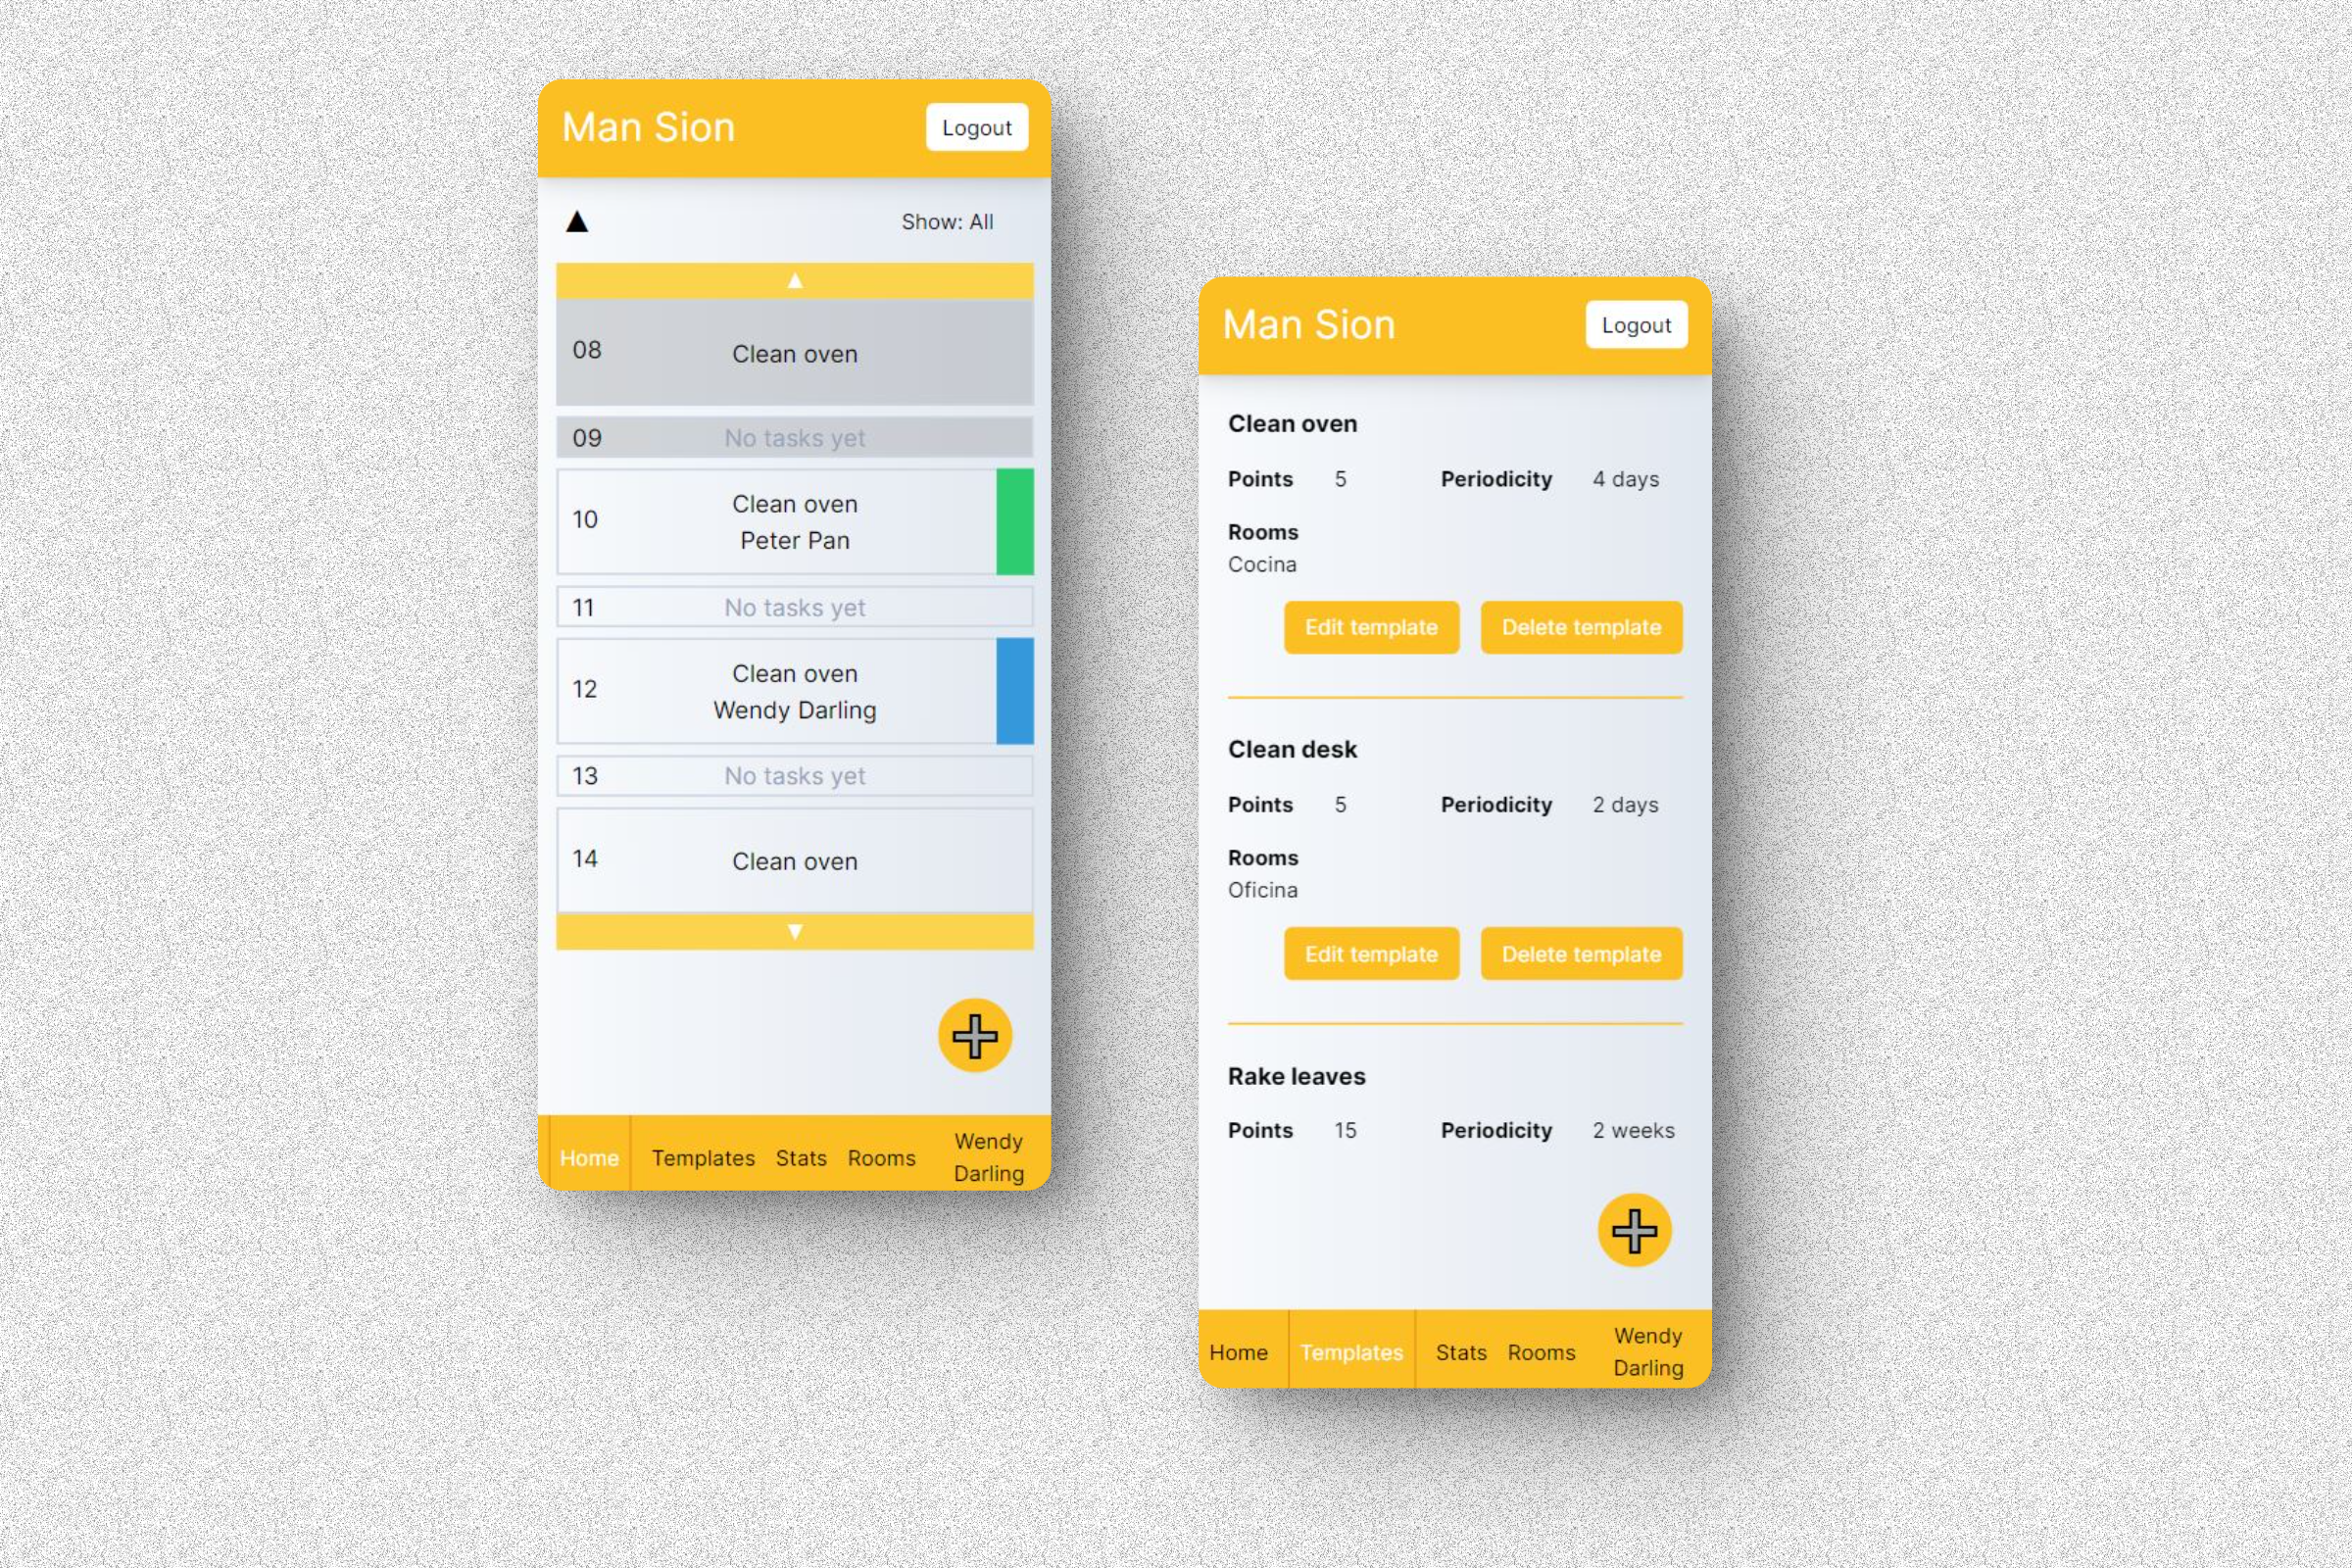 Man Sion
Logout
▲
Show: All
▲
08
Clean oven
09
No tasks yet
10
Clean oven
Peter Pan
11
No tasks yet
12
Clean oven
Wendy Darling
13
No tasks yet
14
Clean oven
▼
Home
Templates
Stats
Rooms
Wendy
Darling
Man Sion
Logout
Clean oven
Points 5 Periodicity 4 days
Rooms
Cocina
Edit template
Delete template
Clean desk
Points 5 Periodicity 2 days
Rooms
Oficina
Edit template
Delete template
Rake leaves
Points 15 Periodicity 2 weeks
Home
Templates
Stats
Rooms
Wendy
Darling